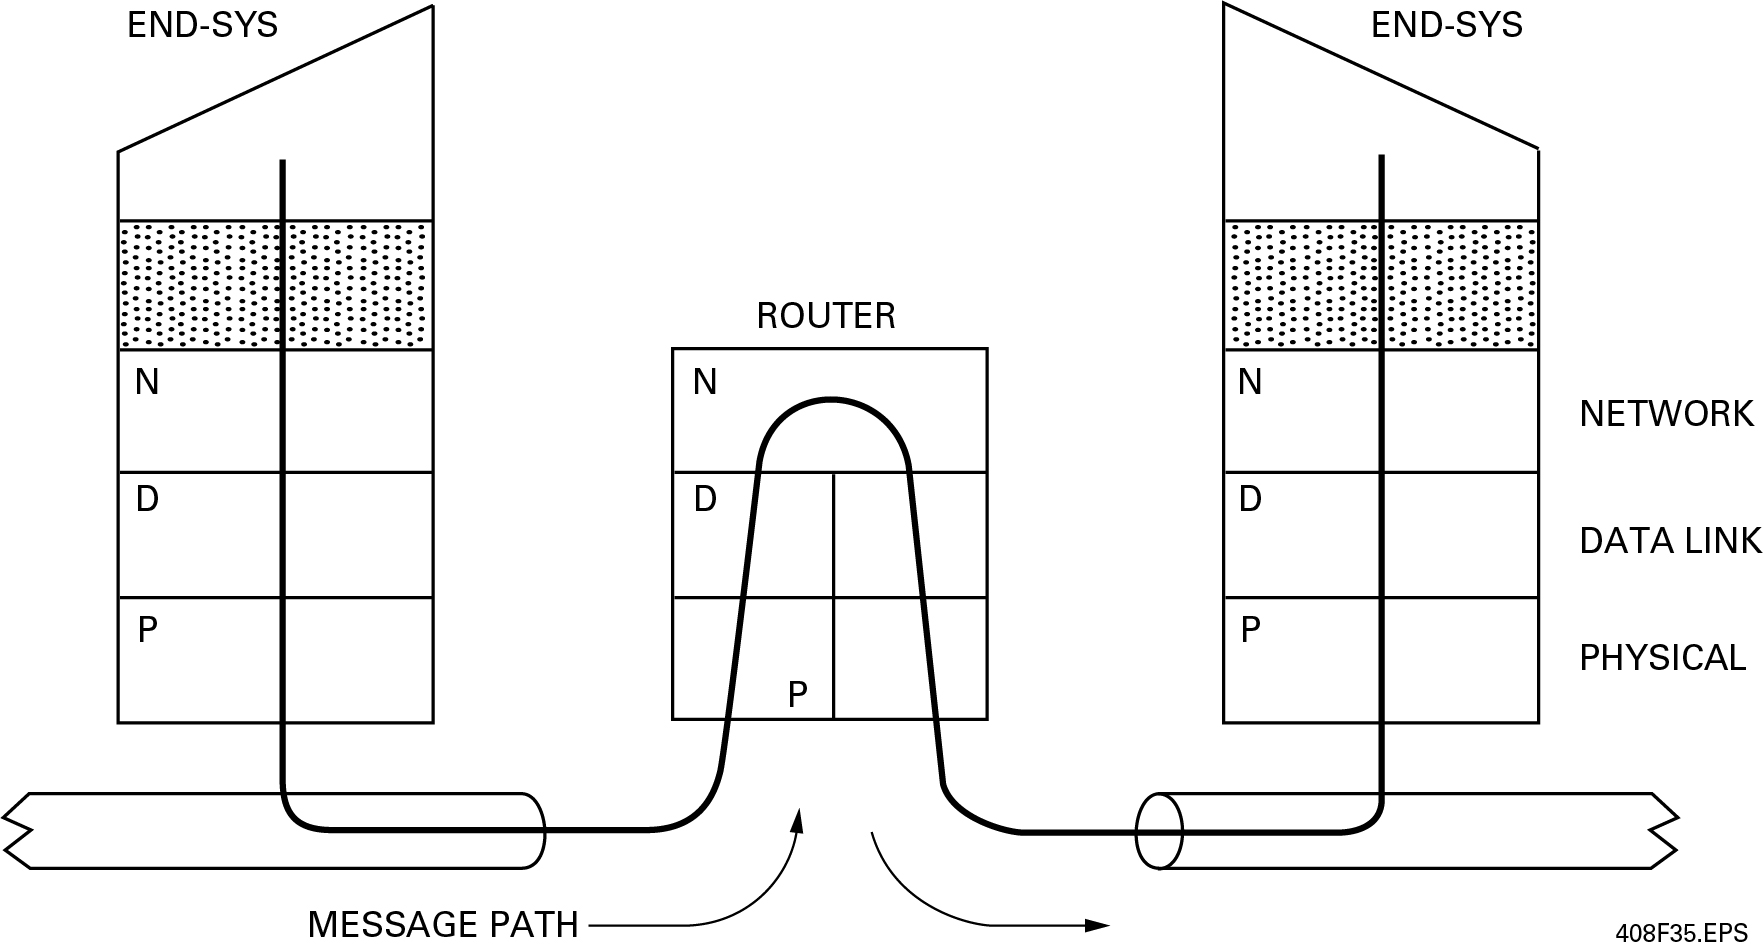 END-SYS
END-SYS
ROUTER
N
N
N
NETWORK
D
D
D
DATA LINK
P
P
PHYSICAL
P
MESSAGE PATH
408F35.EPS